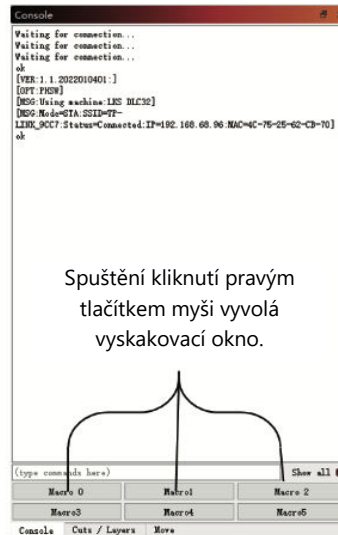 Console
Waiting for connection...
Waiting for connection...
Waiting for connection...
ok
[VER:1.1.2022010401:]
[OPT:PHSW]
[MSG:Using machine:LKS DLC32]
[MSG:Mode=STA:SSID=TP-
LINK_9CC7:Status=Connected:IP=192.168.68.96:MAC=4C-75-25-62-CB-70]
ok
Spuštění kliknutí pravým
tlačítkem myši vyvolá
vyskakovací okno.
(type commands here) Show all
Macro 0 Macro1 Macro 2
Macro3 Macro4 Macro5
Console Cuts / Layers Move